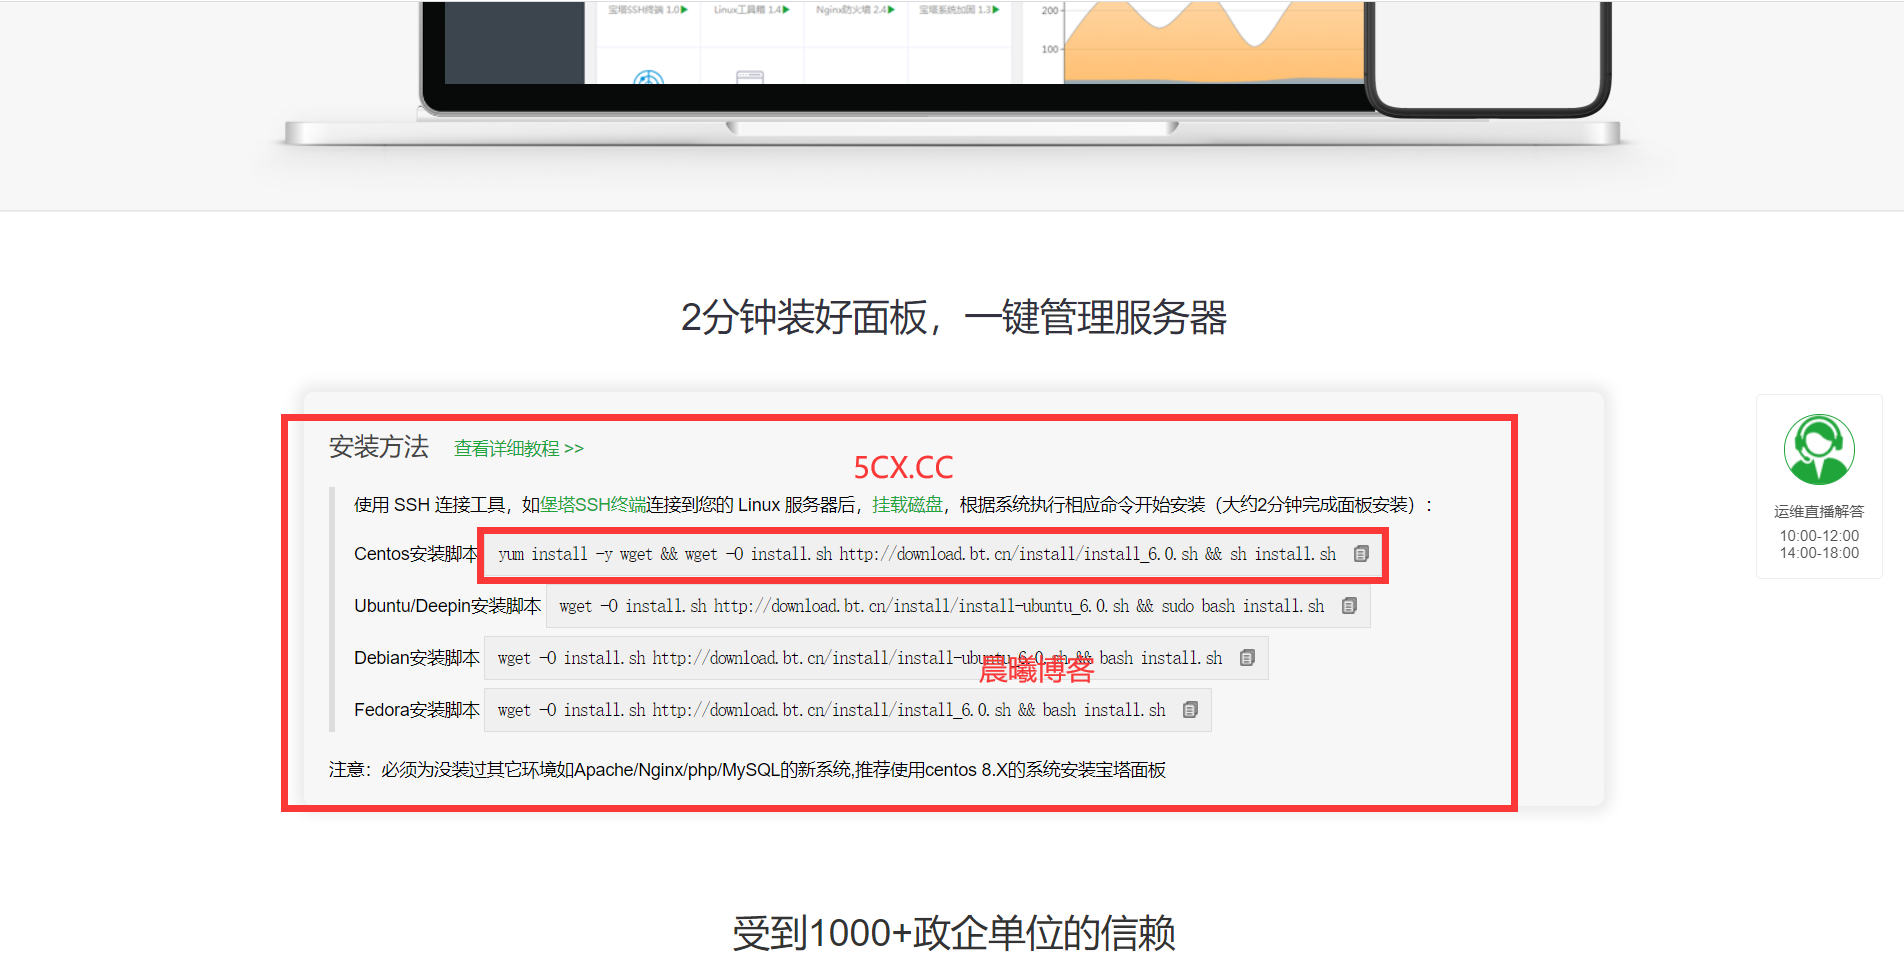 宝塔SSH终端 1.0 Linux工具箱 1.4 Nginx防火墙 2.4 宝塔系统加固 1.3
200
100
2分钟装好面板，一键管理服务器
安装方法 查看详细教程 >>
5CX.CC
使用 SSH 连接工具，如堡塔SSH终端连接到您的 Linux 服务器后，挂载磁盘，根据系统执行相应命令开始安装（大约2分钟完成面板安装）：
Centos安装脚本 yum install -y wget && wget -O install.sh http://download.bt.cn/install/install_6.0.sh && sh install.sh
Ubuntu/Deepin安装脚本 wget -O install.sh http://download.bt.cn/install/install-ubuntu_6.0.sh && sudo bash install.sh
Debian安装脚本 wget -O install.sh http://download.bt.cn/install/install-ubuntu_6.0.sh && bash install.sh
晨曦博客
Fedora安装脚本 wget -O install.sh http://download.bt.cn/install/install_6.0.sh && bash install.sh
注意：必须为没装过其它环境如Apache/Nginx/php/MySQL的新系统,推荐使用centos 8.X的系统安装宝塔面板
运维直播解答
10:00-12:00
14:00-18:00
受到1000+政企单位的信赖